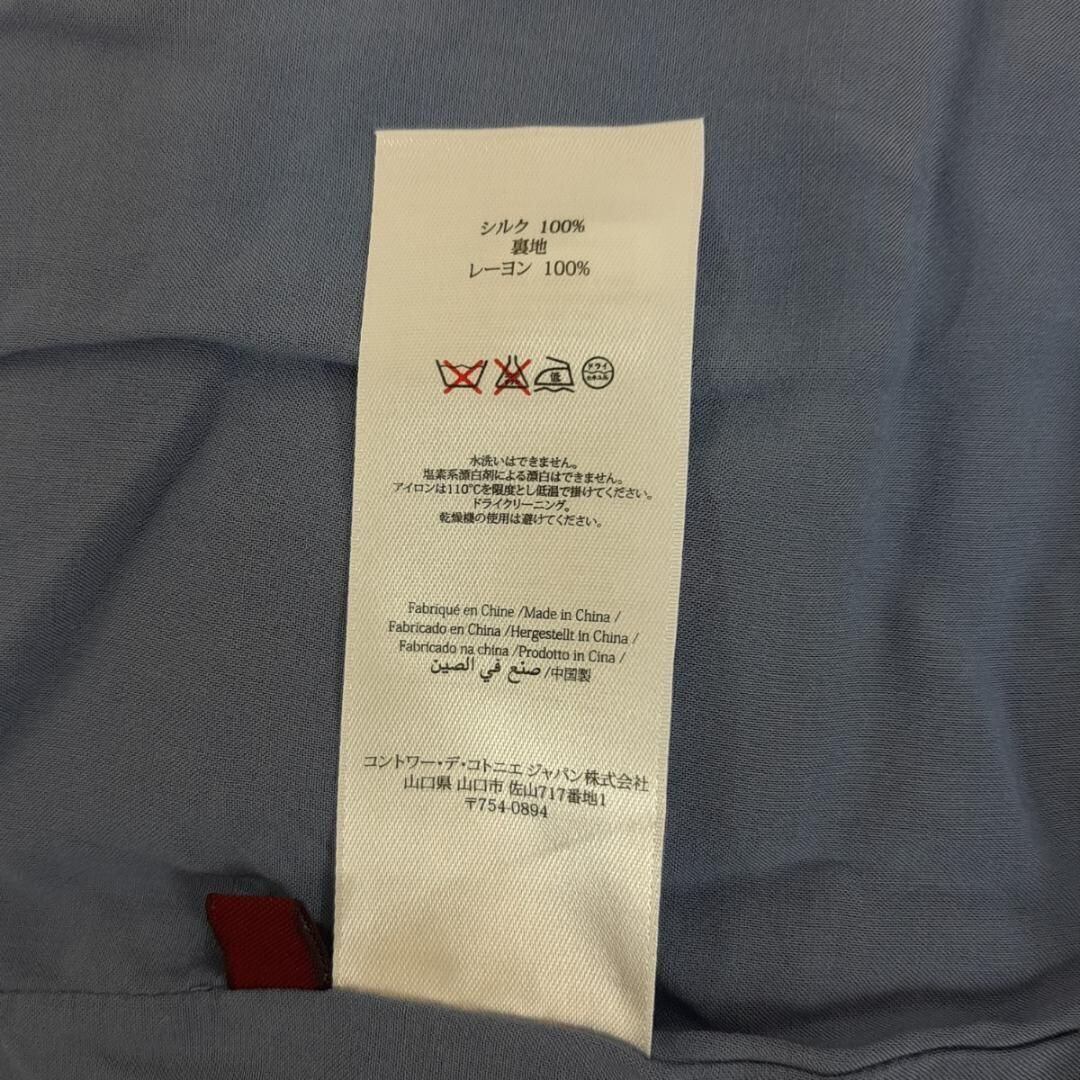 シルク 100%
裏地
レーヨン 100%
低
ドライ
水洗いはできません。
塩素系漂白剤による漂白はできません。
アイロンは110℃を限度とし低温で掛けてください。
ドライクリーニング。
乾燥機の使用は避けてください。
Fabriqué en Chine /Made in China /
Fabricado en China /Hergestellt in China /
Fabricado na china /Prodotto in Cina /
صنع في الصين /中国製
コントワー・デ・コトニエ ジャパン株式会社
山口県 山口市 佐山717番地1
〒754-0894